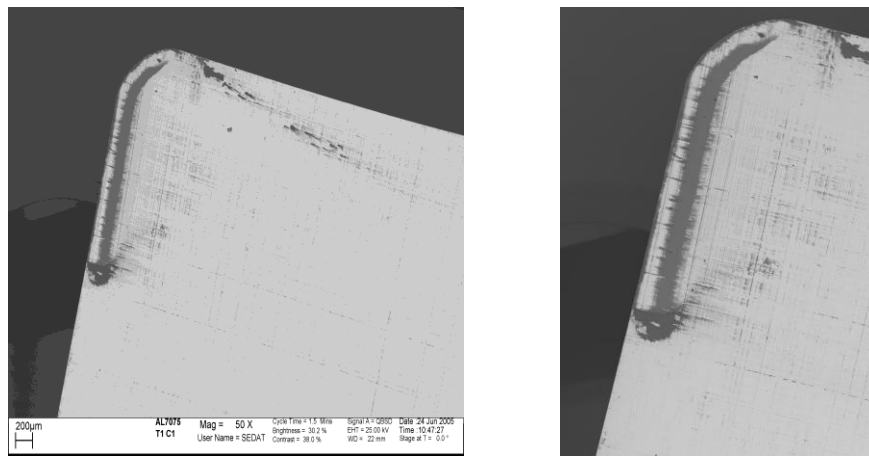 200µm
AL7075
T1 C1
Mag = 50 X
User Name = SEDAT
Cycle Time = 1.5 Mins
Brightness = 30.2 %
Contrast = 38.0 %
Signal A = QBSD
EHT = 25.00 kV
WD = 22 mm
Date :24 Jun 2005
Time :10:47:27
Stage at T = 0.0 °